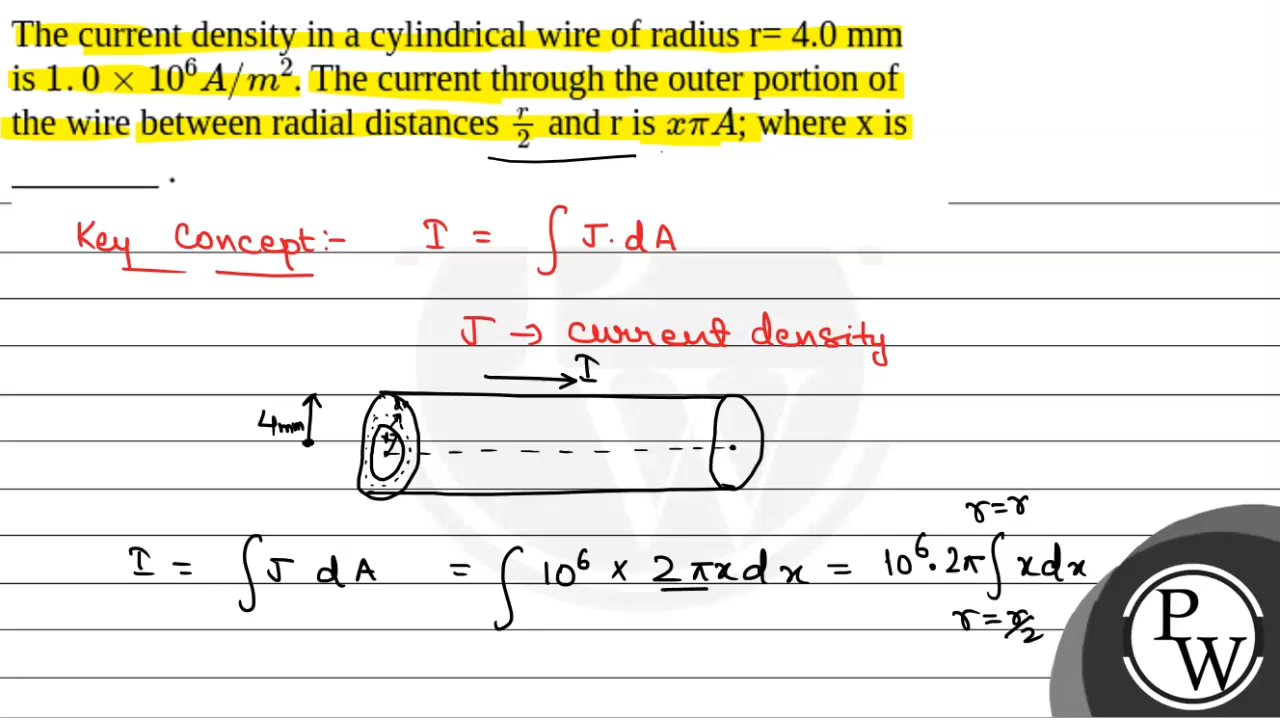 The current density in a cylindrical wire of radius r= 4.0 mm
is 1. 0 × 10⁶ A/m². The current through the outer portion of
the wire between radial distances r/2 and r is xπA; where x is
__________ .
Key Concept:- I = ∫ J. dA
J → current density
I
4mm
I = ∫ J dA = ∫ 10⁶ × 2πx dx = 10⁶. 2π ∫ x dx
r=r
r=r/2
PW